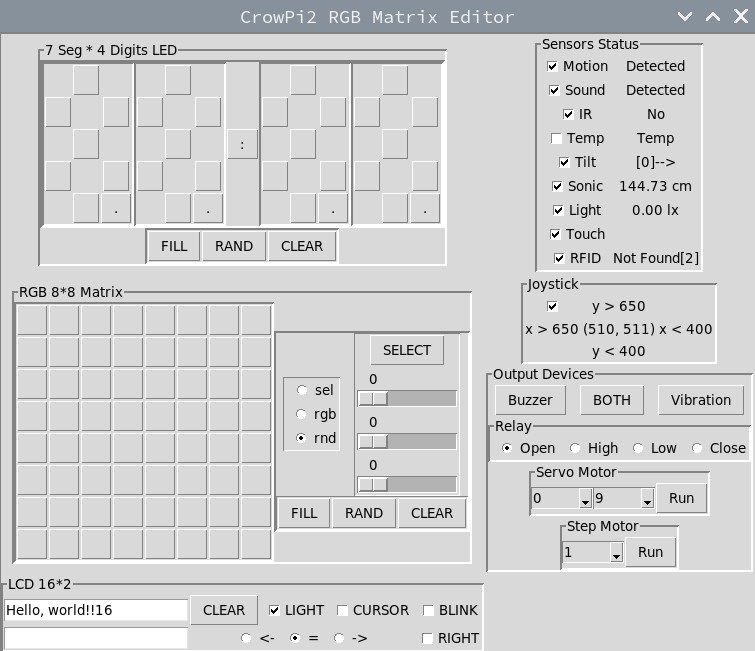 CrowPi2 RGB Matrix Editor
7 Seg * 4 Digits LED
:
. . . .
FILL RAND CLEAR
Sensors Status
Motion Detected
Sound Detected
IR No
Temp Temp
Tilt [0]-->
Sonic 144.73 cm
Light 0.00 lx
Touch
RFID Not Found[2]
RGB 8*8 Matrix
SELECT
sel
rgb
rnd
0
0
0
FILL RAND CLEAR
Joystick
y > 650
x > 650 (510, 511) x < 400
y < 400
Output Devices
Buzzer BOTH Vibration
Relay
Open High Low Close
Servo Motor
0 9 Run
Step Motor
1 Run
LCD 16*2
Hello, world!!16 CLEAR LIGHT CURSOR BLINK
<- = -> RIGHT